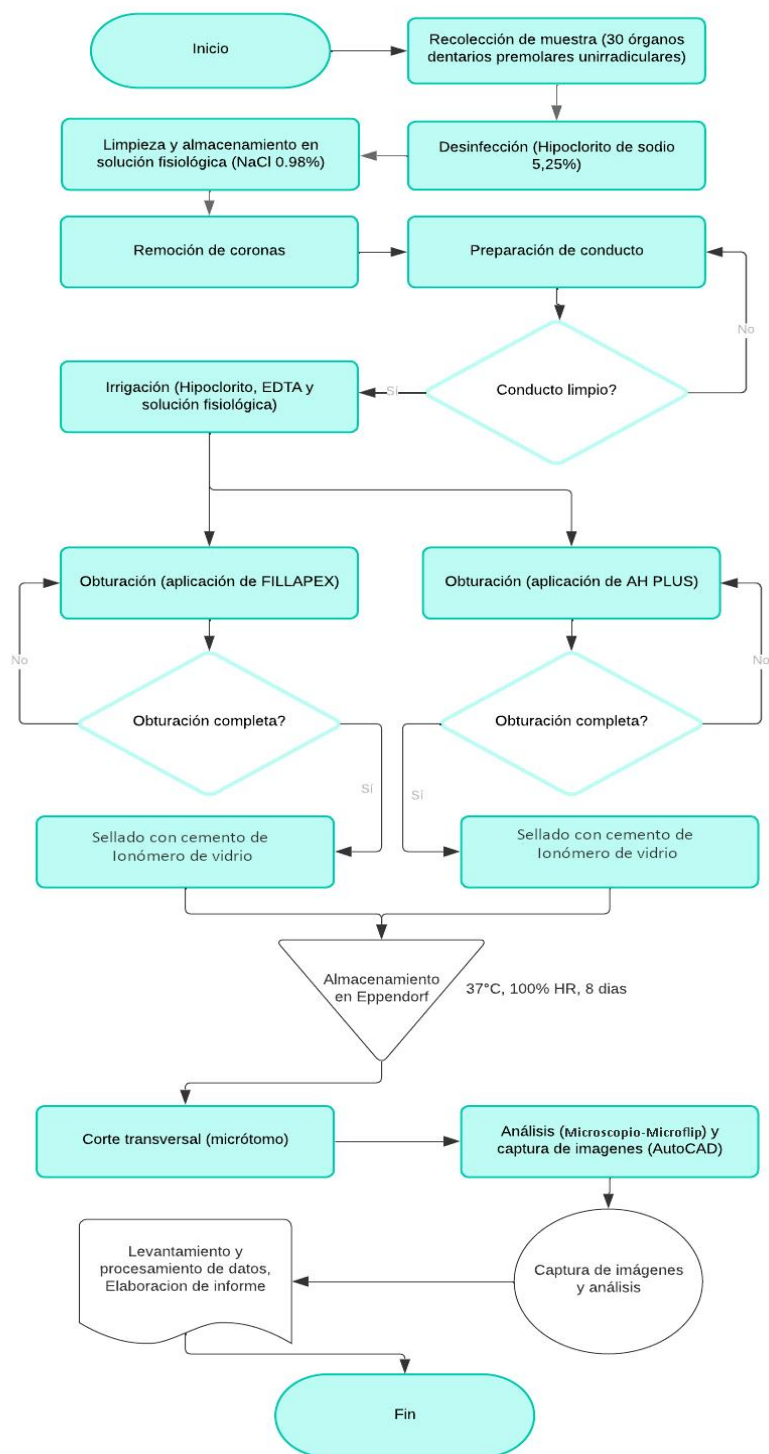 Inicio
Recolección de muestra (30 órganos
dentarios premolares unirradiculares)
Limpieza y almacenamiento en
solución fisiológica (NaCl 0.98%)
Desinfección (Hipoclorito de sodio
5,25%)
Remoción de coronas
Preparación de conducto
No
Irrigación (Hipoclorito, EDTA y
solución fisiológica)
Sí
Conducto limpio?
Obturación (aplicación de FILLAPEX)
Obturación (aplicación de AH PLUS)
No
No
Obturación completa?
Obturación completa?
Sí
Sí
Sellado con cemento de
Ionómero de vidrio
Sellado con cemento de
Ionómero de vidrio
Almacenamiento
en Eppendorf
37°C, 100% HR, 8 dias
Corte transversal (micrótomo)
Análisis (Microscopio-Microflip) y
captura de imagenes (AutoCAD)
Levantamiento y
procesamiento de datos,
Elaboracion de informe
Captura de imágenes
y análisis
Fin